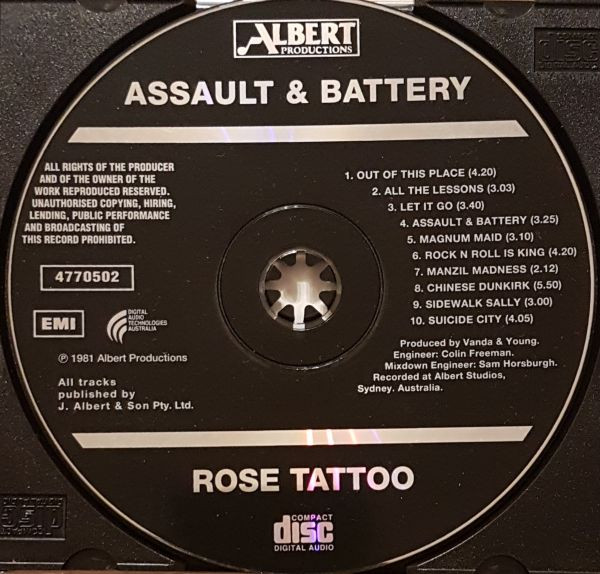 ALBERT
PRODUCTIONS
ASSAULT & BATTERY
ALL RIGHTS OF THE PRODUCER
AND OF THE OWNER OF THE
WORK REPRODUCED RESERVED.
UNAUTHORISED COPYING, HIRING,
LENDING, PUBLIC PERFORMANCE
AND BROADCASTING OF
THIS RECORD PROHIBITED.
4770502
EMI
DIGITAL
AUDIO
TECHNOLOGIES
AUSTRALIA
℗ 1981 Albert Productions
All tracks
published by
J. Albert & Son Pty. Ltd.
1. OUT OF THIS PLACE (4.20)
2. ALL THE LESSONS (3.03)
3. LET IT GO (3.40)
4. ASSAULT & BATTERY (3.25)
5. MAGNUM MAID (3.10)
6. ROCK N ROLL IS KING (4.20)
7. MANZIL MADNESS (2.12)
8. CHINESE DUNKIRK (5.50)
9. SIDEWALK SALLY (3.00)
10. SUICIDE CITY (4.05)
Produced by Vanda & Young.
Engineer: Colin Freeman.
Mixdown Engineer: Sam Horsburgh.
Recorded at Albert Studios,
Sydney. Australia.
ROSE TATTOO
COMPACT
disc
DIGITAL AUDIO
disc